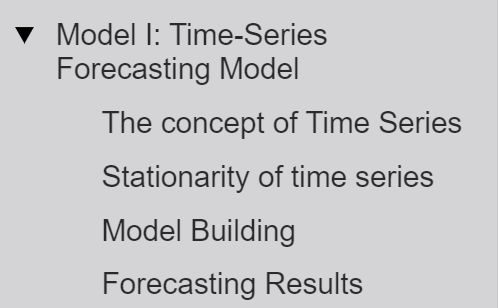 Model I: Time-Series
Forecasting Model
The concept of Time Series
Stationarity of time series
Model Building
Forecasting Results